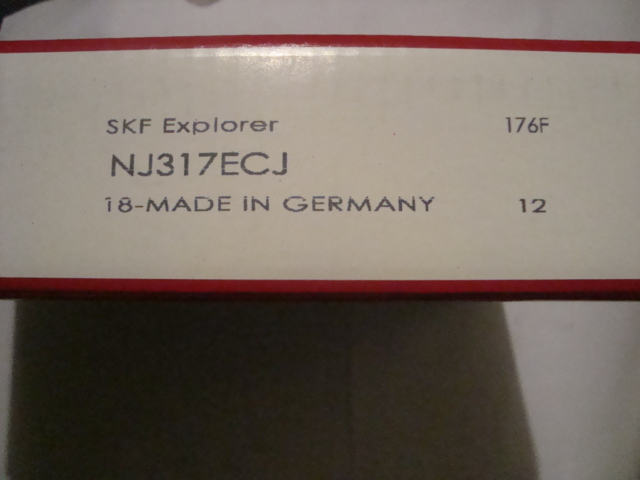 SKF Explorer 176F
NJ317ECJ
18-MADE IN GERMANY 12